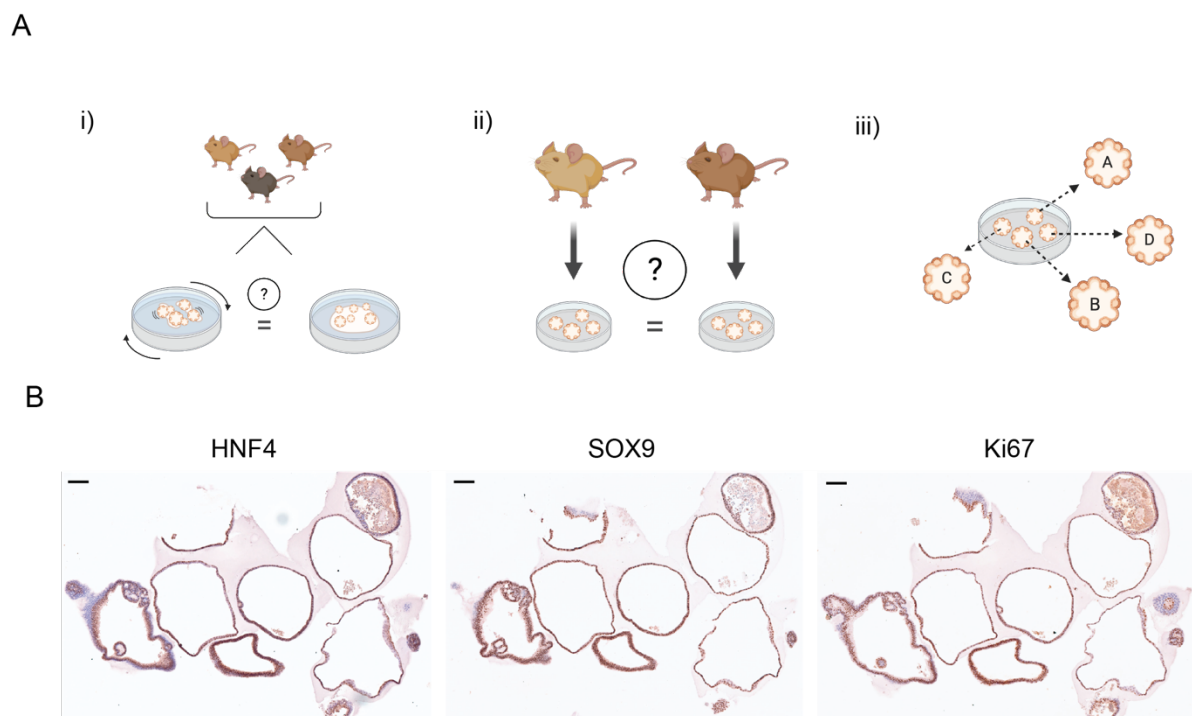 A
i)
ii)
iii)
?
=
?
=
A
D
C
B
B
HNF4
SOX9
Ki67